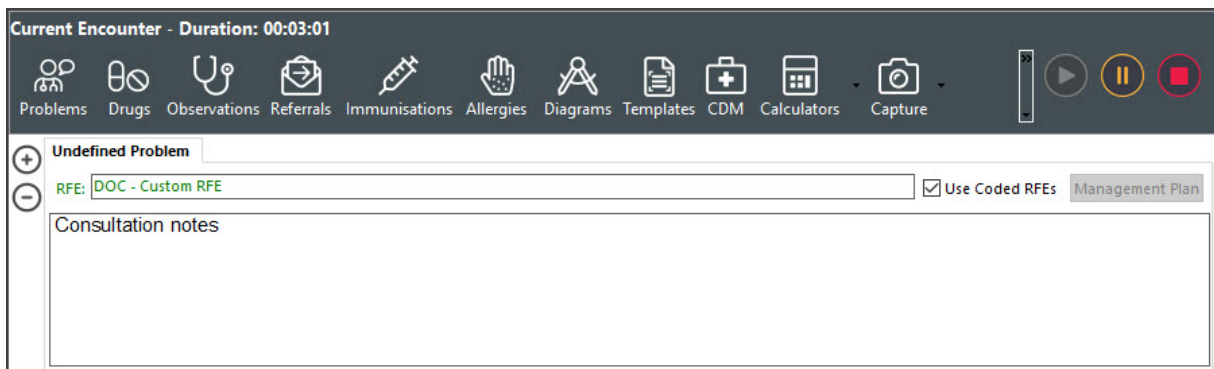 Current Encounter - Duration: 00:03:01
Problems Drugs Observations Referrals Immunisations Allergies Diagrams Templates CDM Calculators Capture
Undefined Problem
RFE: DOC - Custom RFE Use Coded RFEs Management Plan
Consultation notes